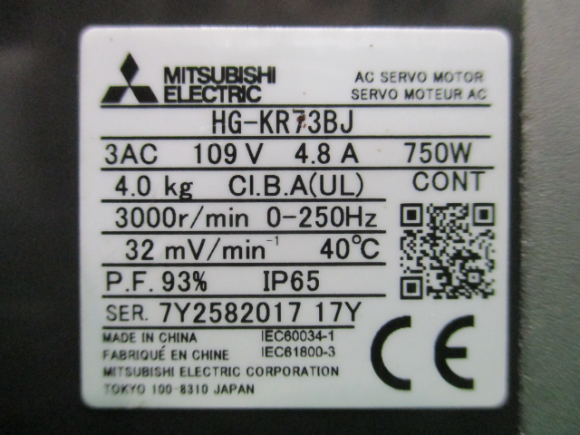 MITSUBISHI ELECTRIC
AC SERVO MOTOR
SERVO MOTEUR AC
HG-KR73BJ
3AC 109 V 4.8 A 750W
4.0 kg Cl.B.A(UL) CONT
3000r/min 0-250Hz
32 mV/min⁻¹ 40℃
P.F. 93% IP65
SER. 7Y2582017 17Y
MADE IN CHINA IEC60034-1
FABRIQUÉ EN CHINE IEC61800-3
MITSUBISHI ELECTRIC CORPORATION
TOKYO 100-8310 JAPAN
CE